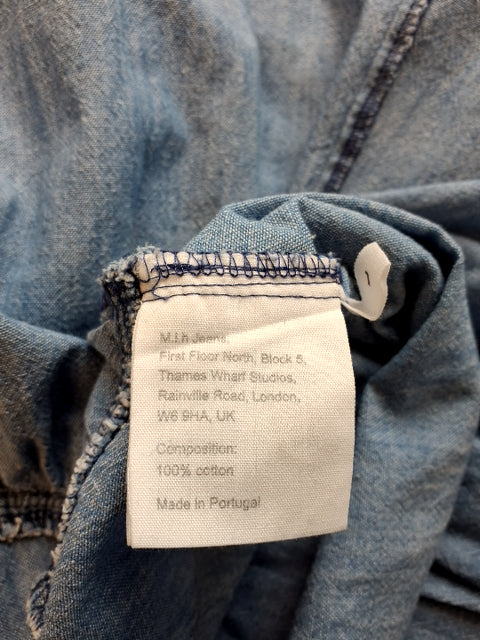 M.i.h Jeans,
First Floor North, Block 5,
Thames Wharf Studios,
Rainville Road, London,
W6 9HA, UK
Composition:
100% cotton
Made in Portugal